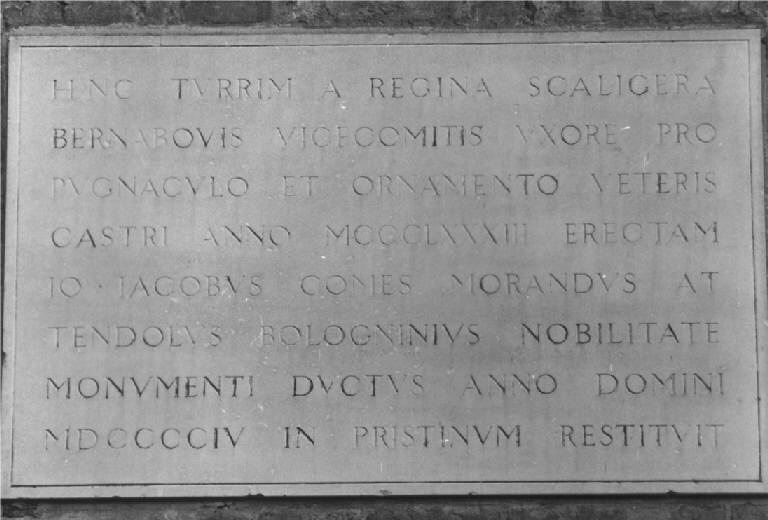 HANC TVRRIM A REGINA SCALIGERA
BERNABOVIS VICECOMITIS VXORE PRO
PVGNACVLO ET ORNAMENTO VETERIS
CASTRI ANNO MCCCLXXXIII ERECTAM
IO · IACOBVS COMES MORANDVS AT
TENDOLVS BOLOGNINIVS NOBILITATE
MONVMENTI DVCTVS ANNO DOMINI
MDCCCCIV IN PRISTINVM RESTITVIT